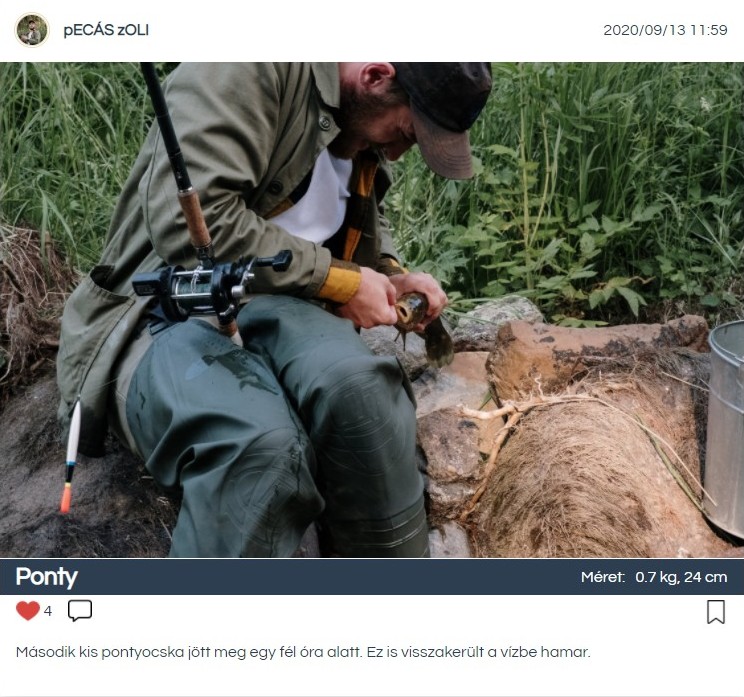 pECÁS zOLI
2020/09/13 11:59
Ponty
Méret: 0.7 kg, 24 cm
4
Második kis pontyocska jött meg egy fél óra alatt. Ez is visszakerült a vízbe hamar.